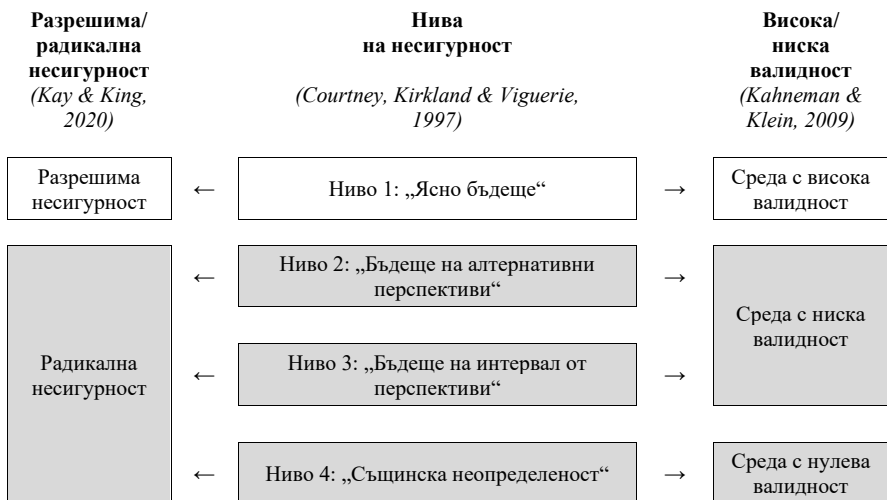 Разрешима/
радикална
несигурност
(Kay & King,
2020)
Нива
на несигурност
(Courtney, Kirkland & Viguerie,
1997)
Висока/
ниска
валидност
(Kahneman &
Klein, 2009)
Разрешима
несигурност
←
Ниво 1: „Ясно бъдеще“
→
Среда с висока
валидност
Радикална
несигурност
←
Ниво 2: „Бъдеще на алтернативни
перспективи“
→
Среда с ниска
валидност
←
Ниво 3: „Бъдеще на интервал от
перспективи“
→
←
Ниво 4: „Същинска неопределеност“
→
Среда с нулева
валидност